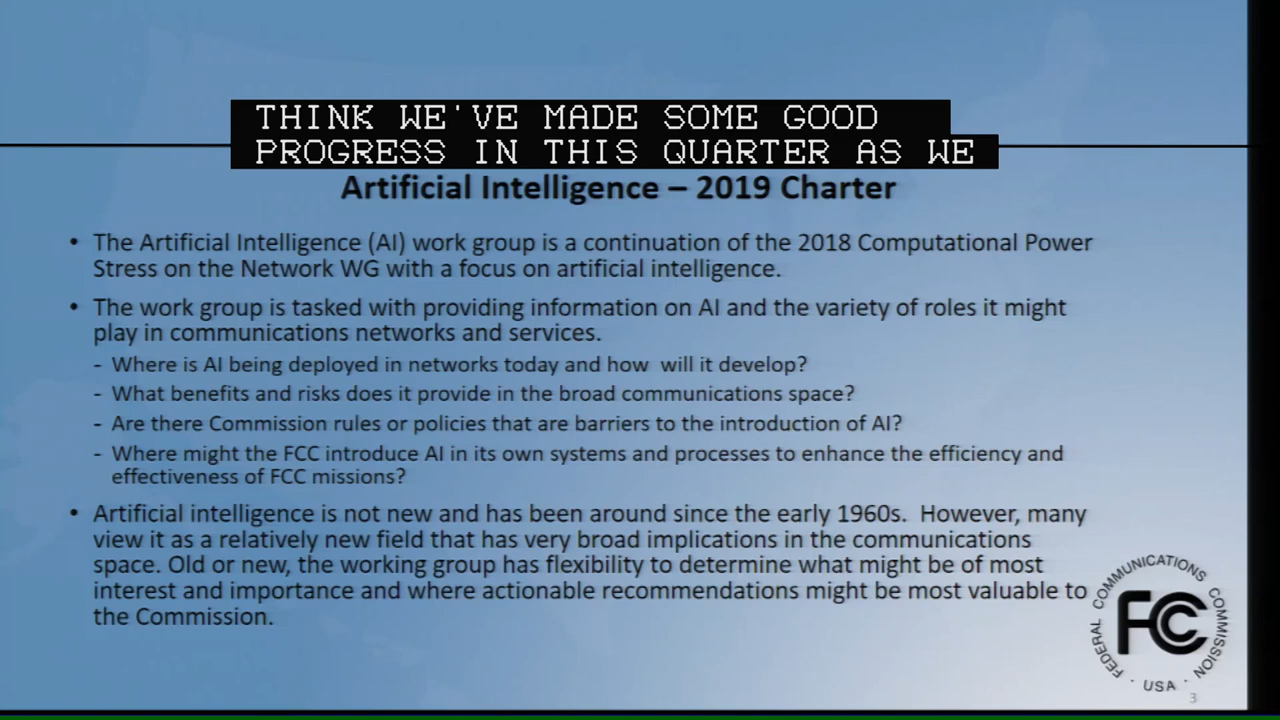 THINK WE'VE MADE SOME GOOD
PROGRESS IN THIS QUARTER AS WE
Artificial Intelligence – 2019 Charter
• The Artificial Intelligence (AI) work group is a continuation of the 2018 Computational Power
Stress on the Network WG with a focus on artificial intelligence.
• The work group is tasked with providing information on AI and the variety of roles it might
play in communications networks and services.
- Where is AI being deployed in networks today and how will it develop?
- What benefits and risks does it provide in the broad communications space?
- Are there Commission rules or policies that are barriers to the introduction of AI?
- Where might the FCC introduce AI in its own systems and processes to enhance the efficiency and
effectiveness of FCC missions?
• Artificial intelligence is not new and has been around since the early 1960s. However, many
view it as a relatively new field that has very broad implications in the communications
space. Old or new, the working group has flexibility to determine what might be of most
interest and importance and where actionable recommendations might be most valuable to
the Commission.
FEDERAL COMMUNICATIONS COMMISSION
FCC
· USA ·
3